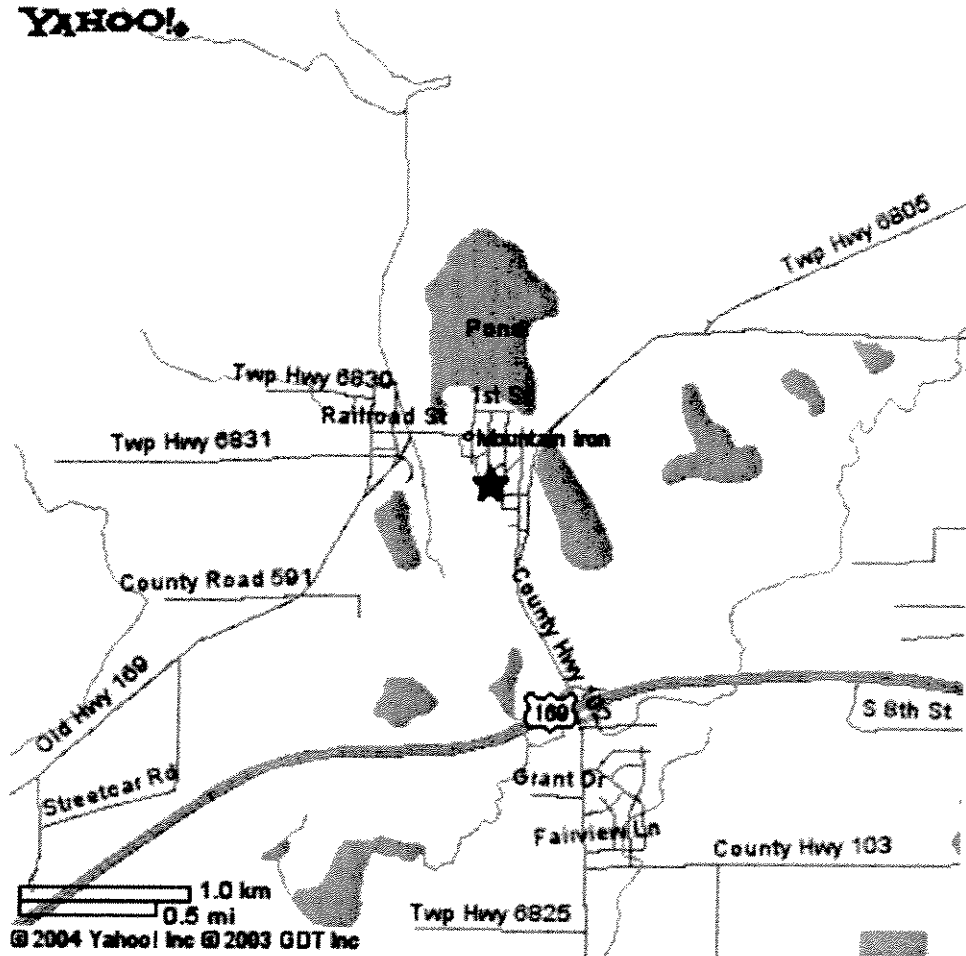 YAHOO!
Twp Hwy 6805
Pond
Twp Hwy 6830
1st St
Railroad St
Mountain Iron
Twp Hwy 6831
County Road 591
County Hwy 102
Old Hwy 169
169
S 8th St
Streetcar Rd
Grant Dr
Fairview Ln
County Hwy 103
1.0 km
0.5 mi
Twp Hwy 6825
@ 2004 Yahoo! Inc @ 2003 GDT Inc